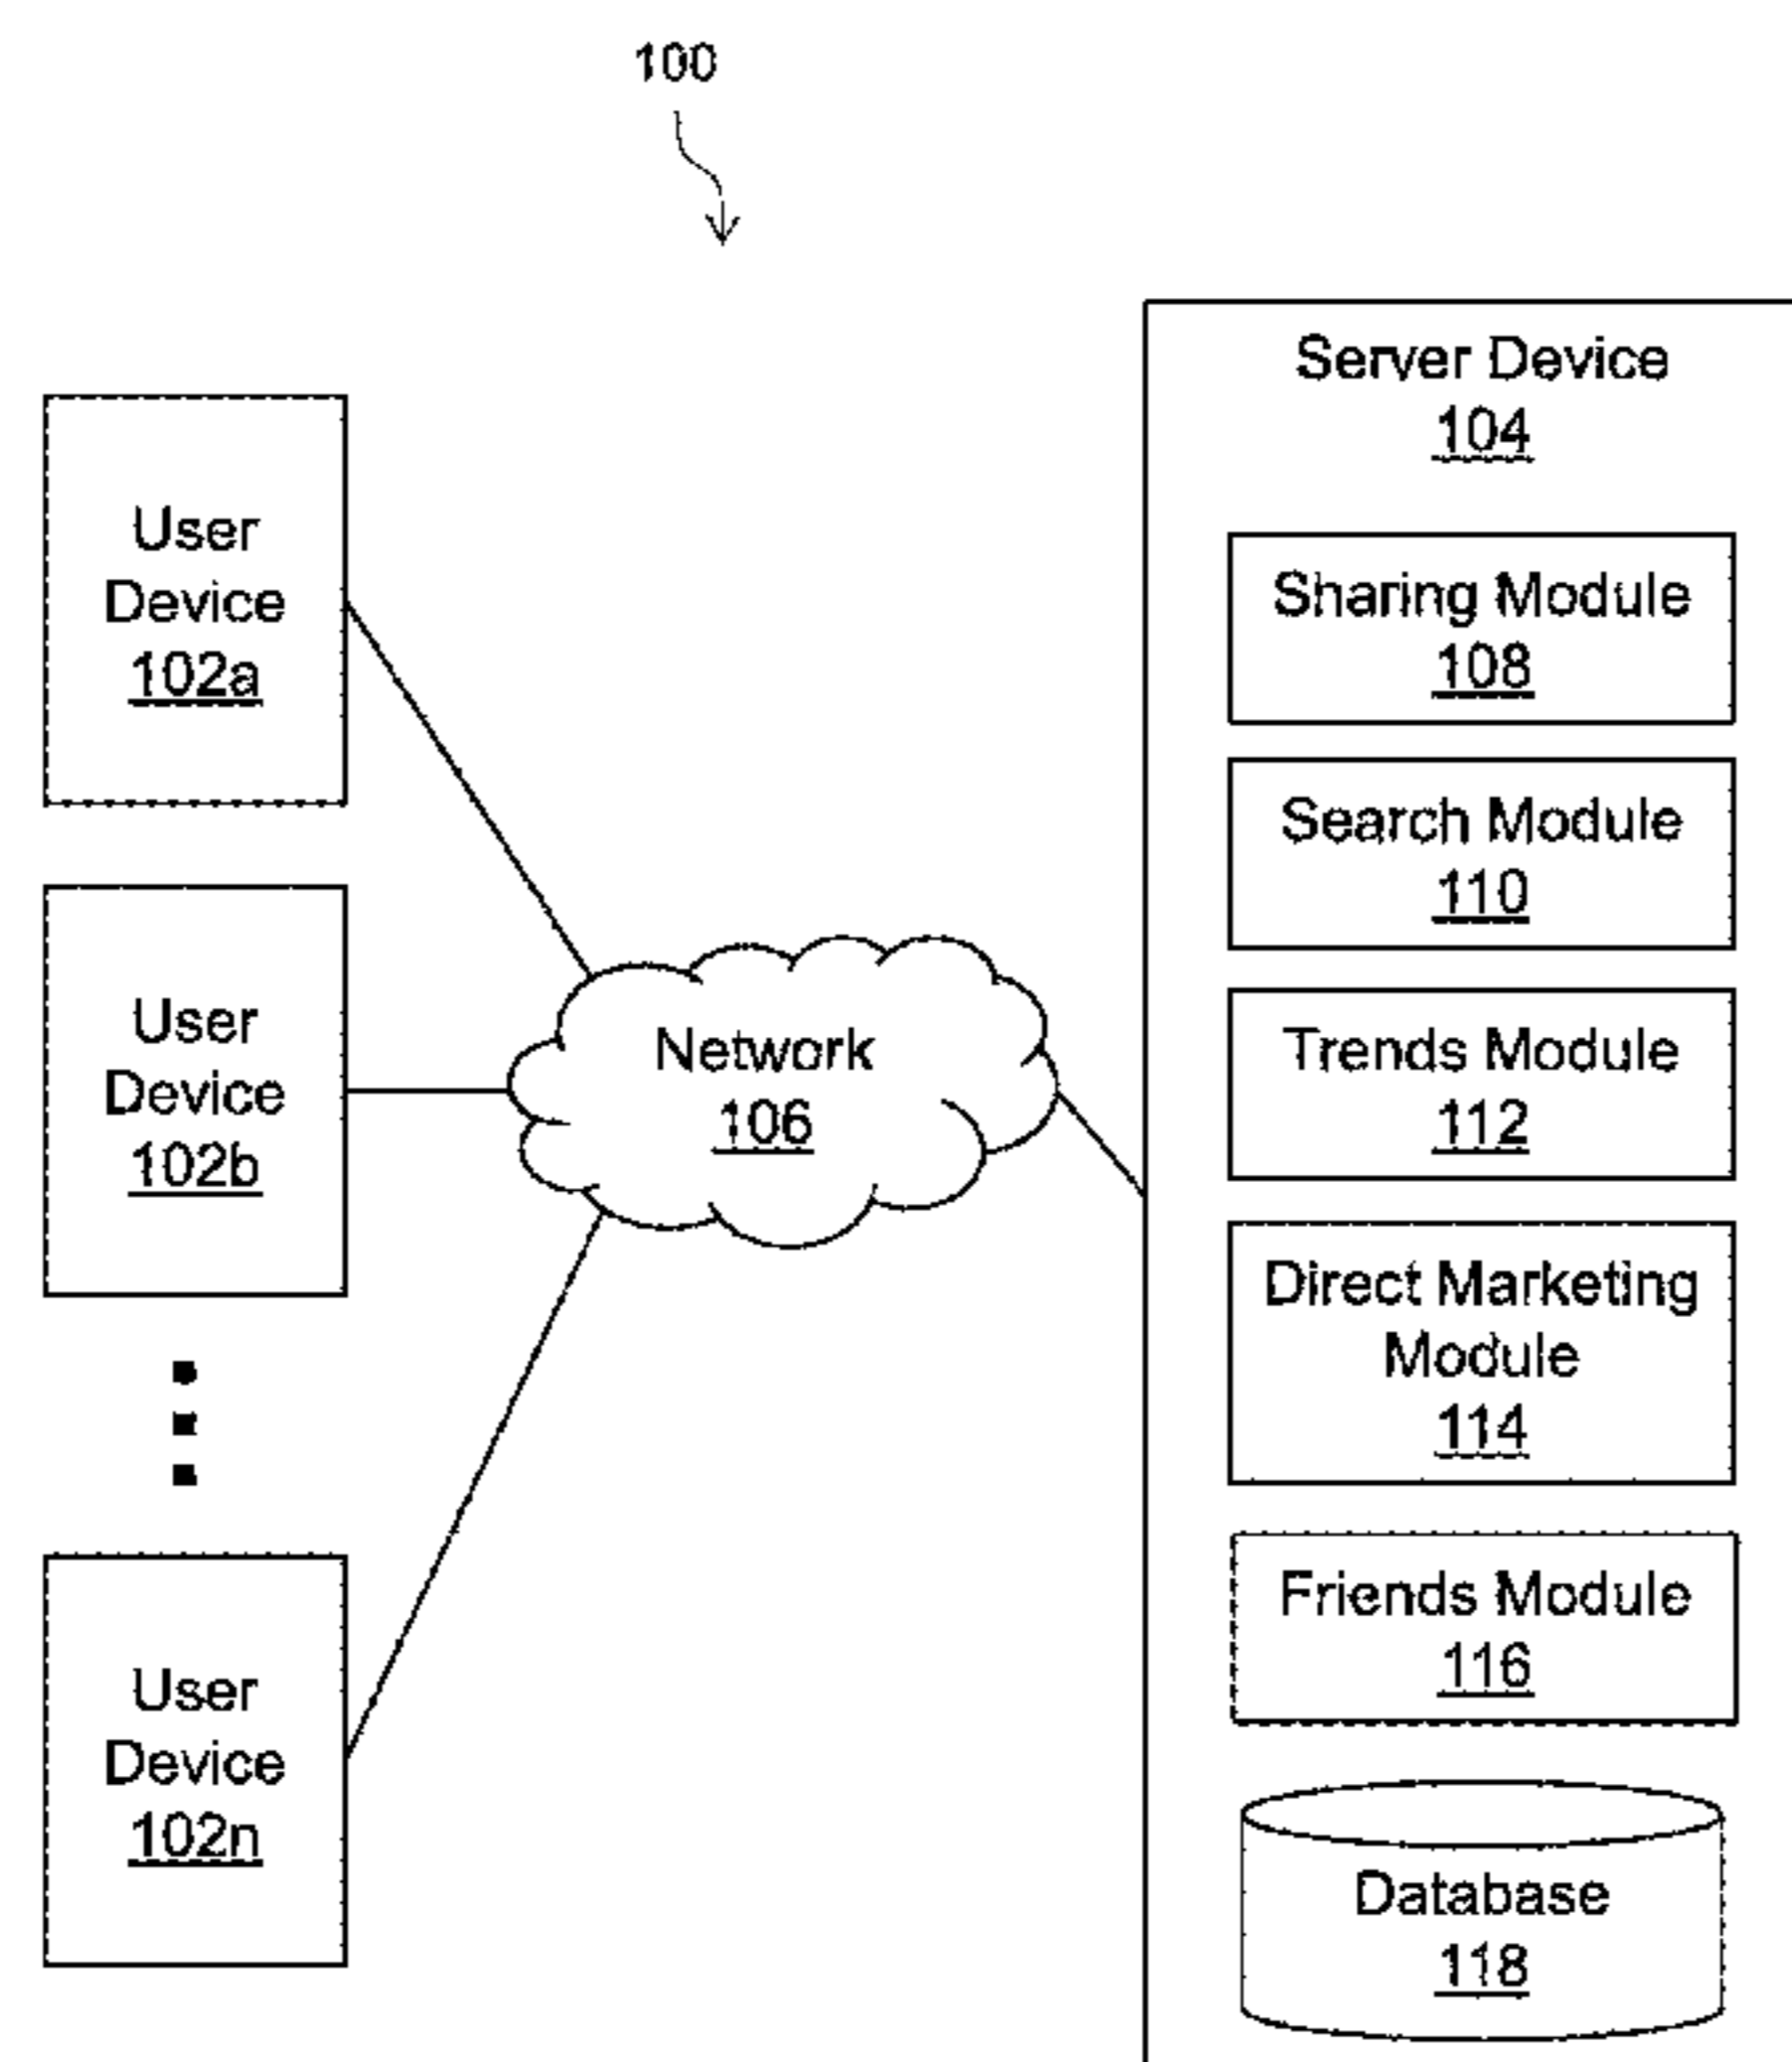 100
User
Device
102a
User
Device
102b
User
Device
102n
Network
106
Server Device
104
Sharing Module
108
Search Module
110
Trends Module
112
Direct Marketing
Module
114
Friends Module
116
Database
118